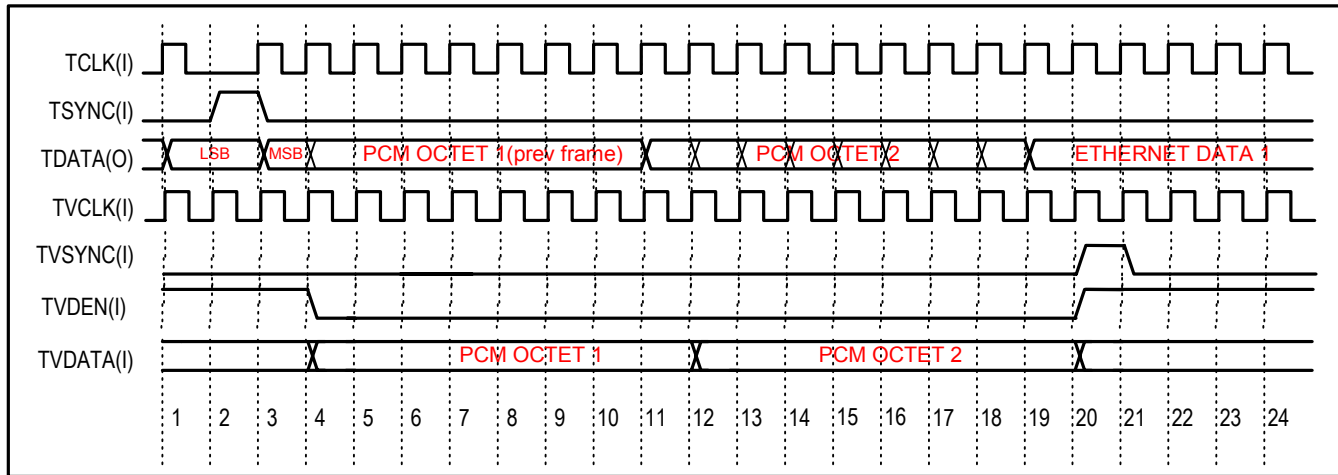 TCLK(I)
TSYNC(I)
TDATA(O) LSB MSB PCM OCTET 1(prev frame) PCM OCTET 2 ETHERNET DATA 1
TVCLK(I)
TVSYNC(I)
TVDEN(I)
TVDATA(I) PCM OCTET 1 PCM OCTET 2
1 2 3 4 5 6 7 8 9 10 11 12 13 14 15 16 17 18 19 20 21 22 23 24